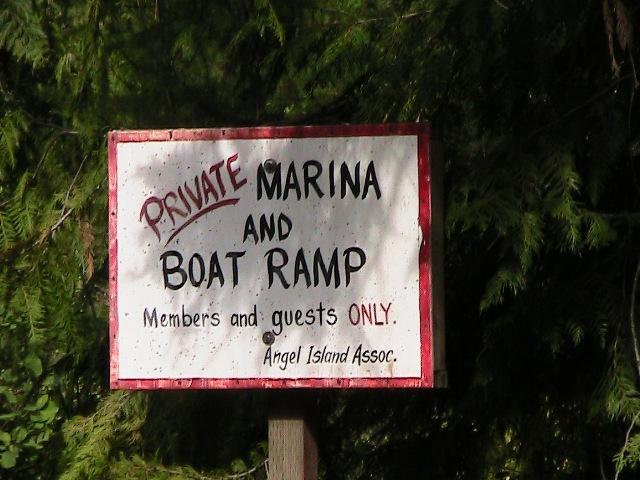 PRIVATE MARINA
AND
BOAT RAMP
Members and guests ONLY.
Angel Island Assoc.